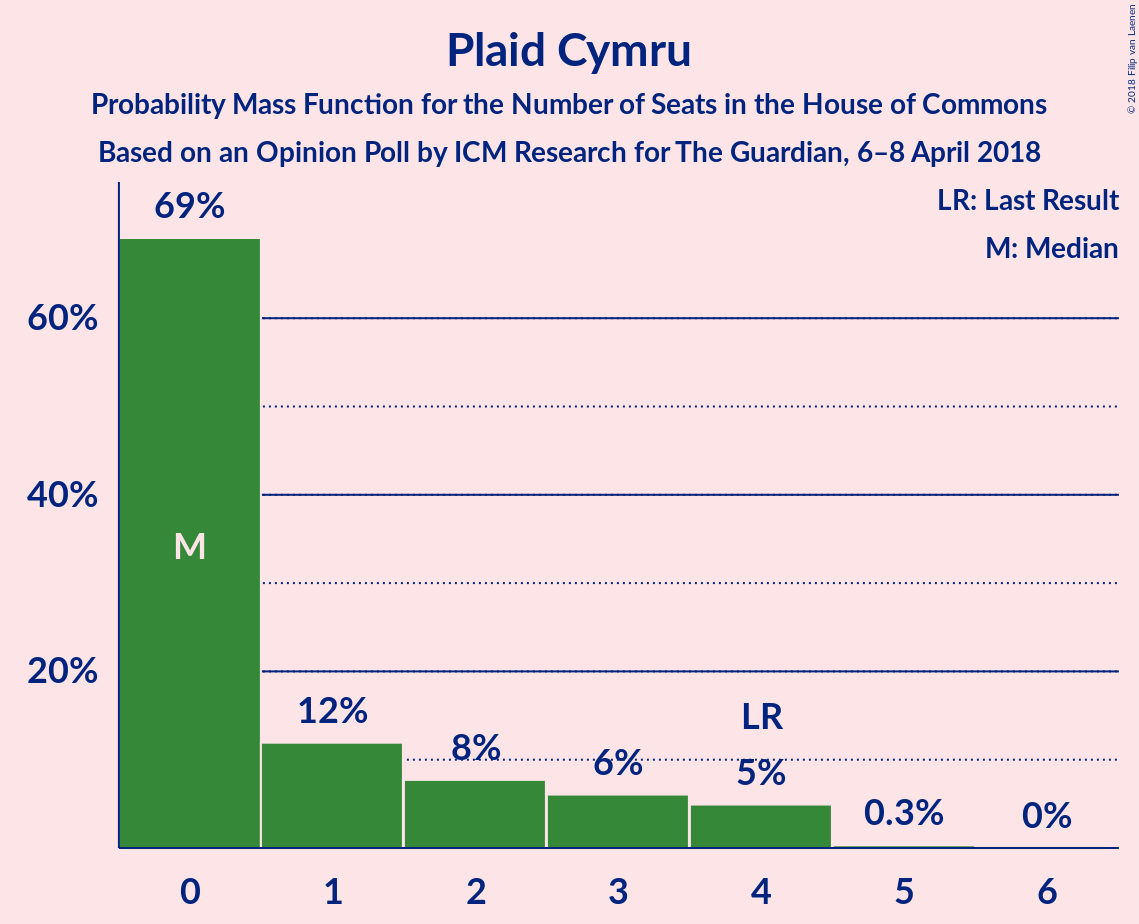 Plaid Cymru
Probability Mass Function for the Number of Seats in the House of Commons
Based on an Opinion Poll by ICM Research for The Guardian, 6–8 April 2018
© 2018 Filip van Laenen
LR: Last Result
M: Median
69%
60%
40%
M
20%
12%
LR
8%
6%
5%
0.3%
0%
0 1 2 3 4 5 6